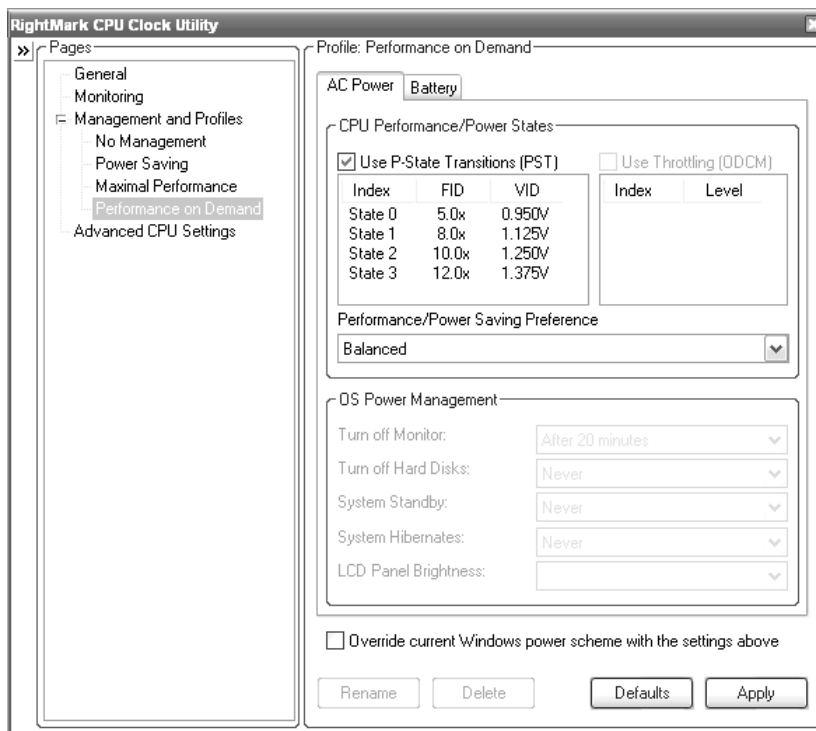 RightMark CPU Clock Utility
Pages
General
Monitoring
Management and Profiles
No Management
Power Saving
Maximal Performance
Performance on Demand
Advanced CPU Settings
Profile: Performance on Demand
AC Power Battery
CPU Performance/Power States
Use P-State Transitions (PST) Use Throttling (ODCM)
Index FID VID Index Level
State 0 5.0x 0.950V
State 1 8.0x 1.125V
State 2 10.0x 1.250V
State 3 12.0x 1.375V
Performance/Power Saving Preference
Balanced
OS Power Management
Turn off Monitor: After 20 minutes
Turn off Hard Disks: Never
System Standby: Never
System Hibernates: Never
LCD Panel Brightness:
Override current Windows power scheme with the settings above
Rename Delete Defaults Apply